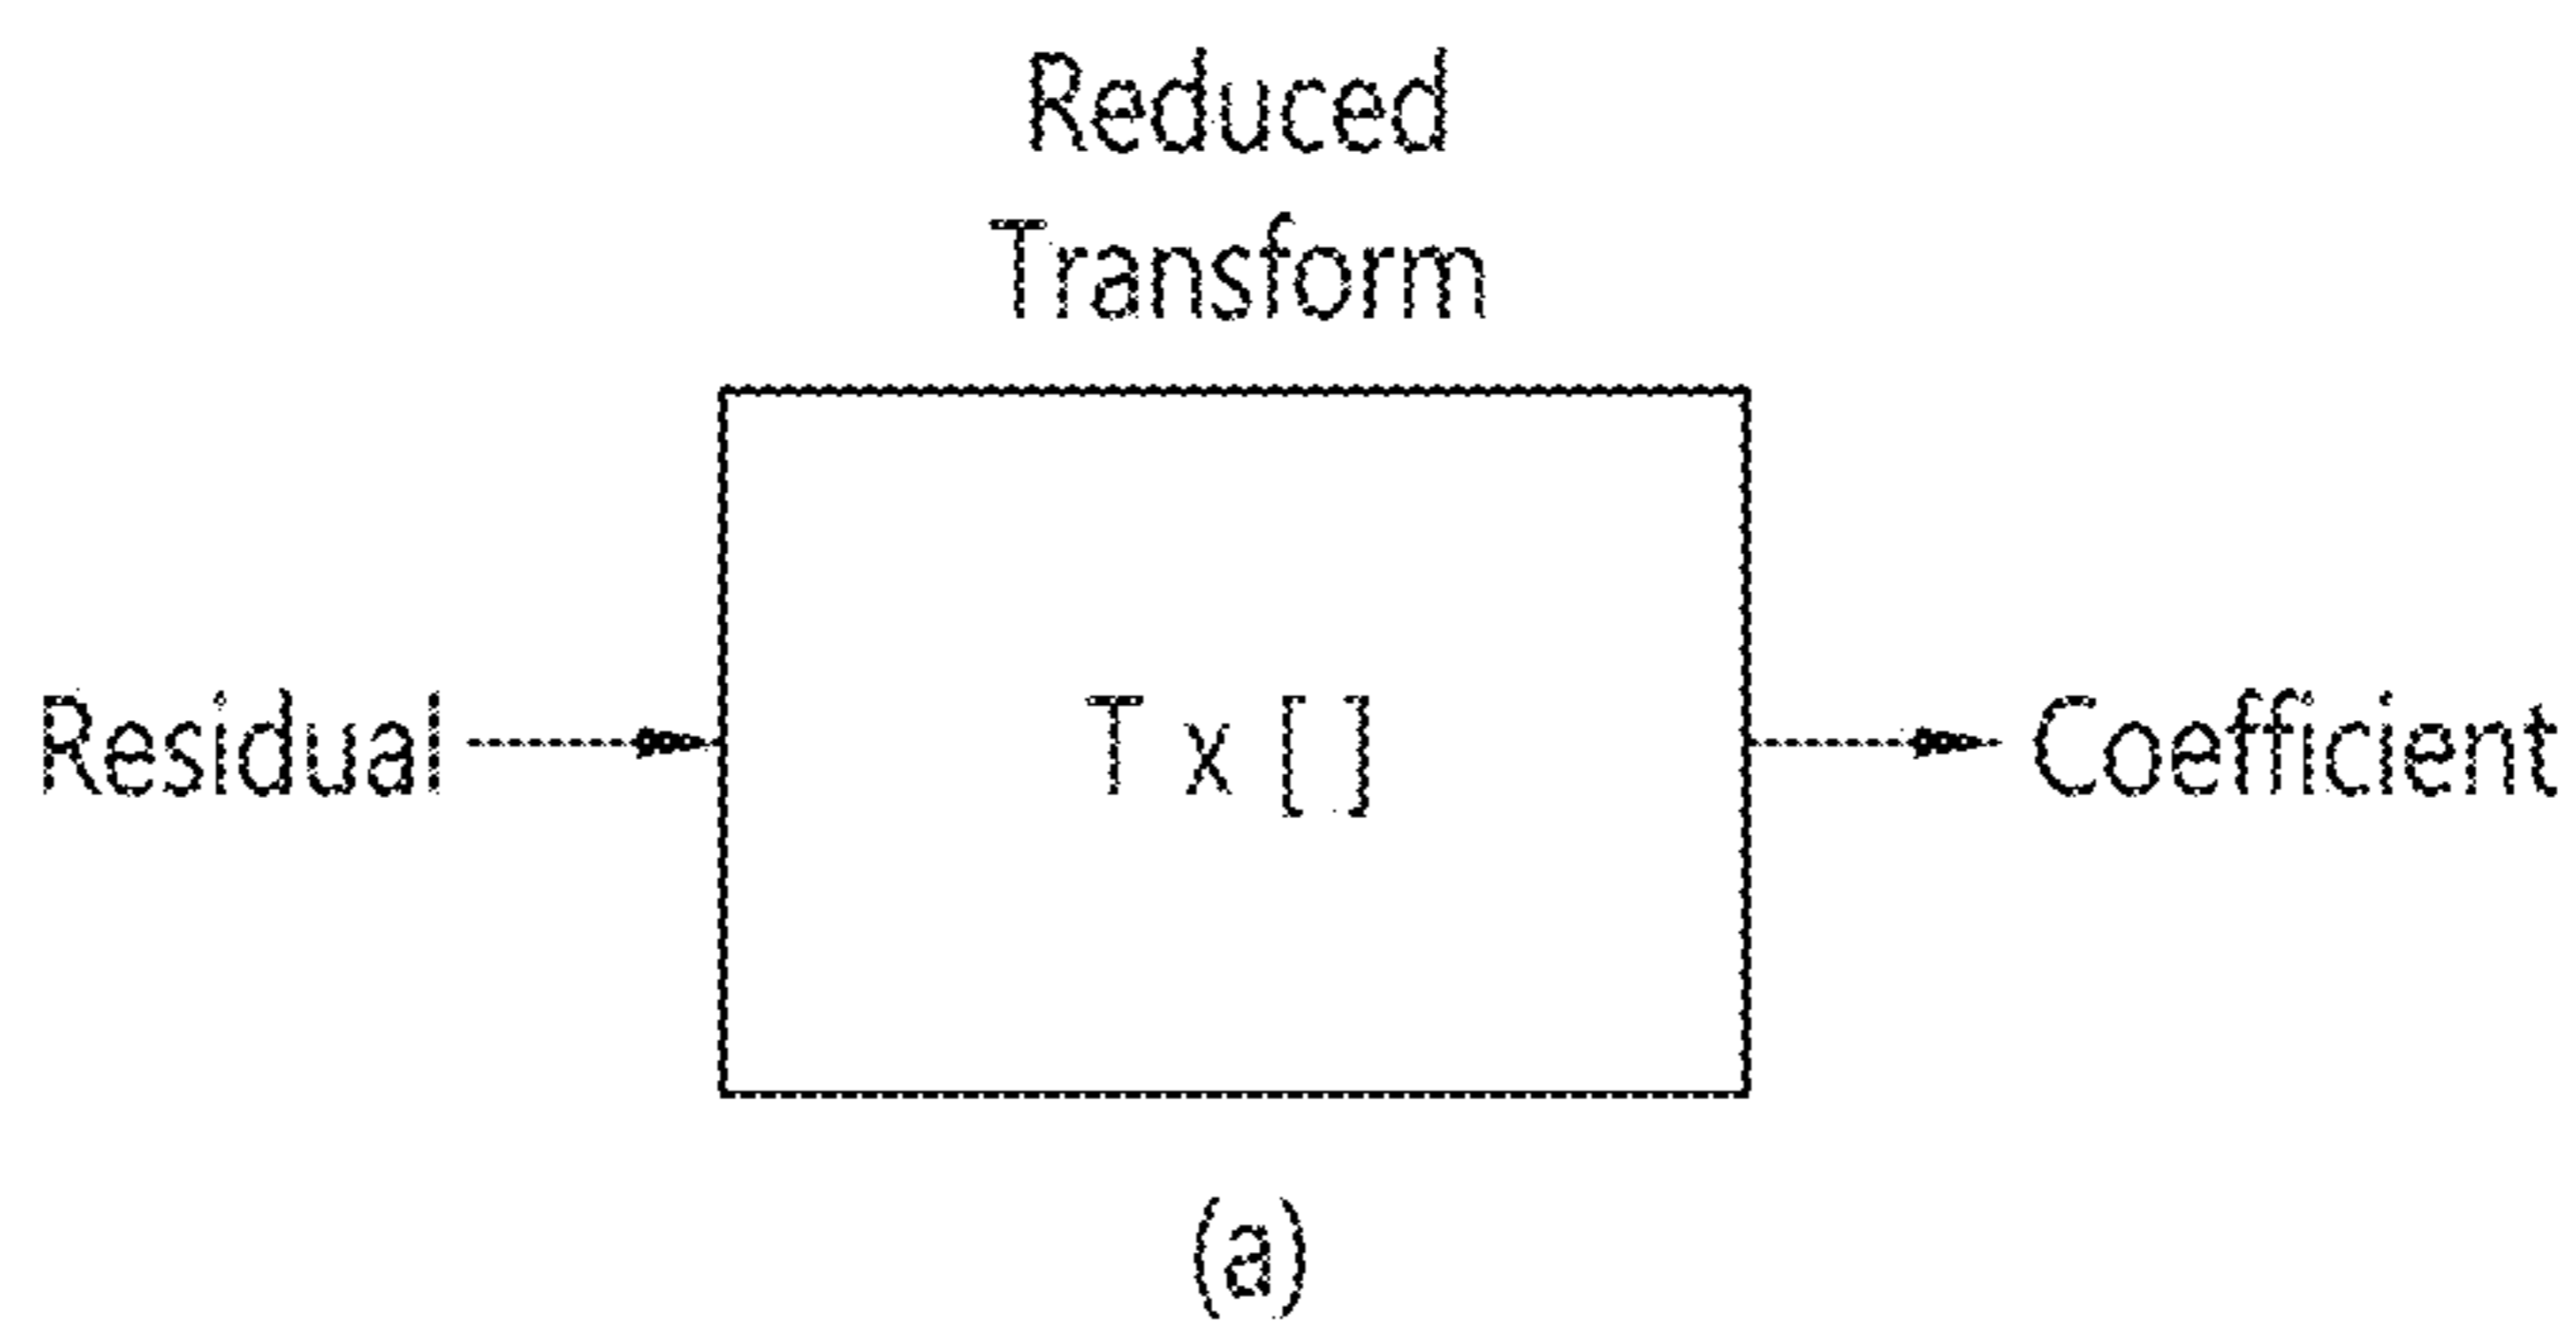 Reduced
Transform
Residual
T x [ ]
Coefficient
(a)